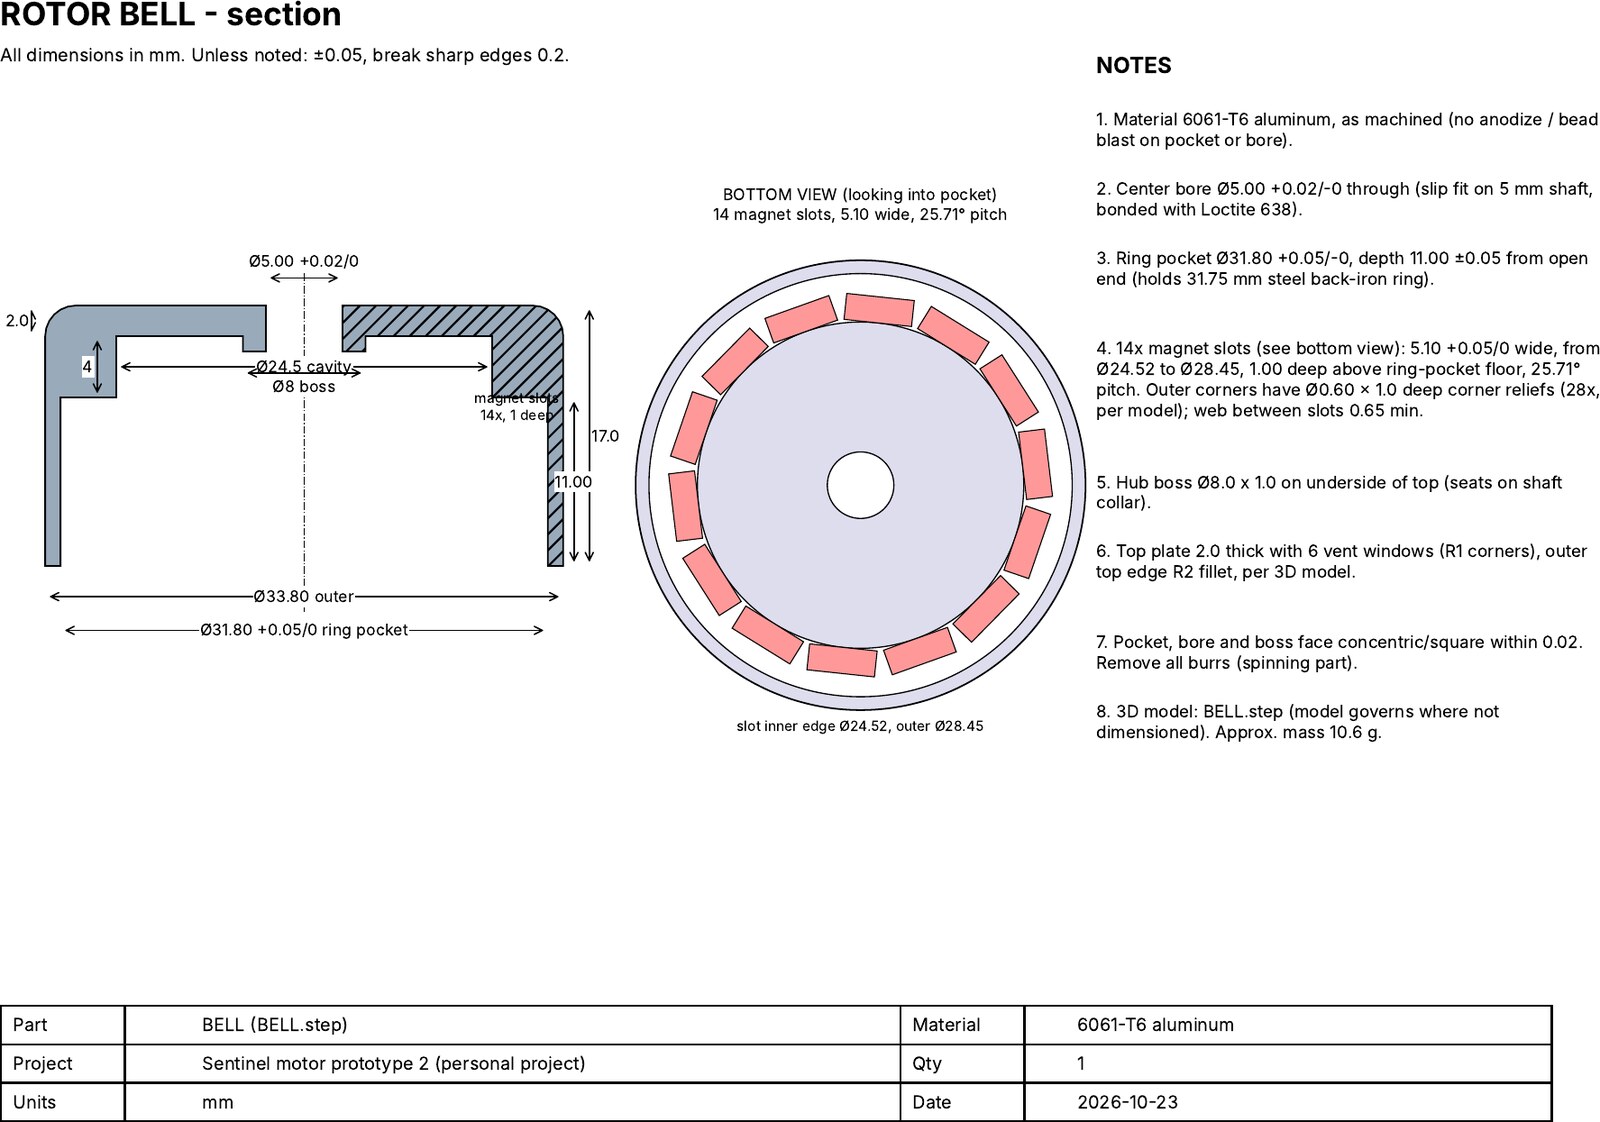 ROTOR BELL - section
All dimensions in mm. Unless noted: ±0.05, break sharp edges 0.2.
Ø5.00 +0.02/0
2.0
4
Ø24.5 cavity
Ø8 boss
magnet slots
14x, 1 deep
17.0
11.00
Ø33.80 outer
Ø31.80 +0.05/0 ring pocket
BOTTOM VIEW (looking into pocket)
14 magnet slots, 5.10 wide, 25.71° pitch
slot inner edge Ø24.52, outer Ø28.45
NOTES
1. Material 6061-T6 aluminum, as machined (no anodize / bead
blast on pocket or bore).
2. Center bore Ø5.00 +0.02/-0 through (slip fit on 5 mm shaft,
bonded with Loctite 638).
3. Ring pocket Ø31.80 +0.05/-0, depth 11.00 ±0.05 from open
end (holds 31.75 mm steel back-iron ring).
4. 14x magnet slots (see bottom view): 5.10 +0.05/0 wide, from
Ø24.52 to Ø28.45, 1.00 deep above ring-pocket floor, 25.71°
pitch. Outer corners have Ø0.60 × 1.0 deep corner reliefs (28x,
per model); web between slots 0.65 min.
5. Hub boss Ø8.0 x 1.0 on underside of top (seats on shaft
collar).
6. Top plate 2.0 thick with 6 vent windows (R1 corners), outer
top edge R2 fillet, per 3D model.
7. Pocket, bore and boss face concentric/square within 0.02.
Remove all burrs (spinning part).
8. 3D model: BELL.step (model governs where not
dimensioned). Approx. mass 10.6 g.
Part BELL (BELL.step) Material 6061-T6 aluminum
Project Sentinel motor prototype 2 (personal project) Qty 1
Units mm Date 2026-10-23